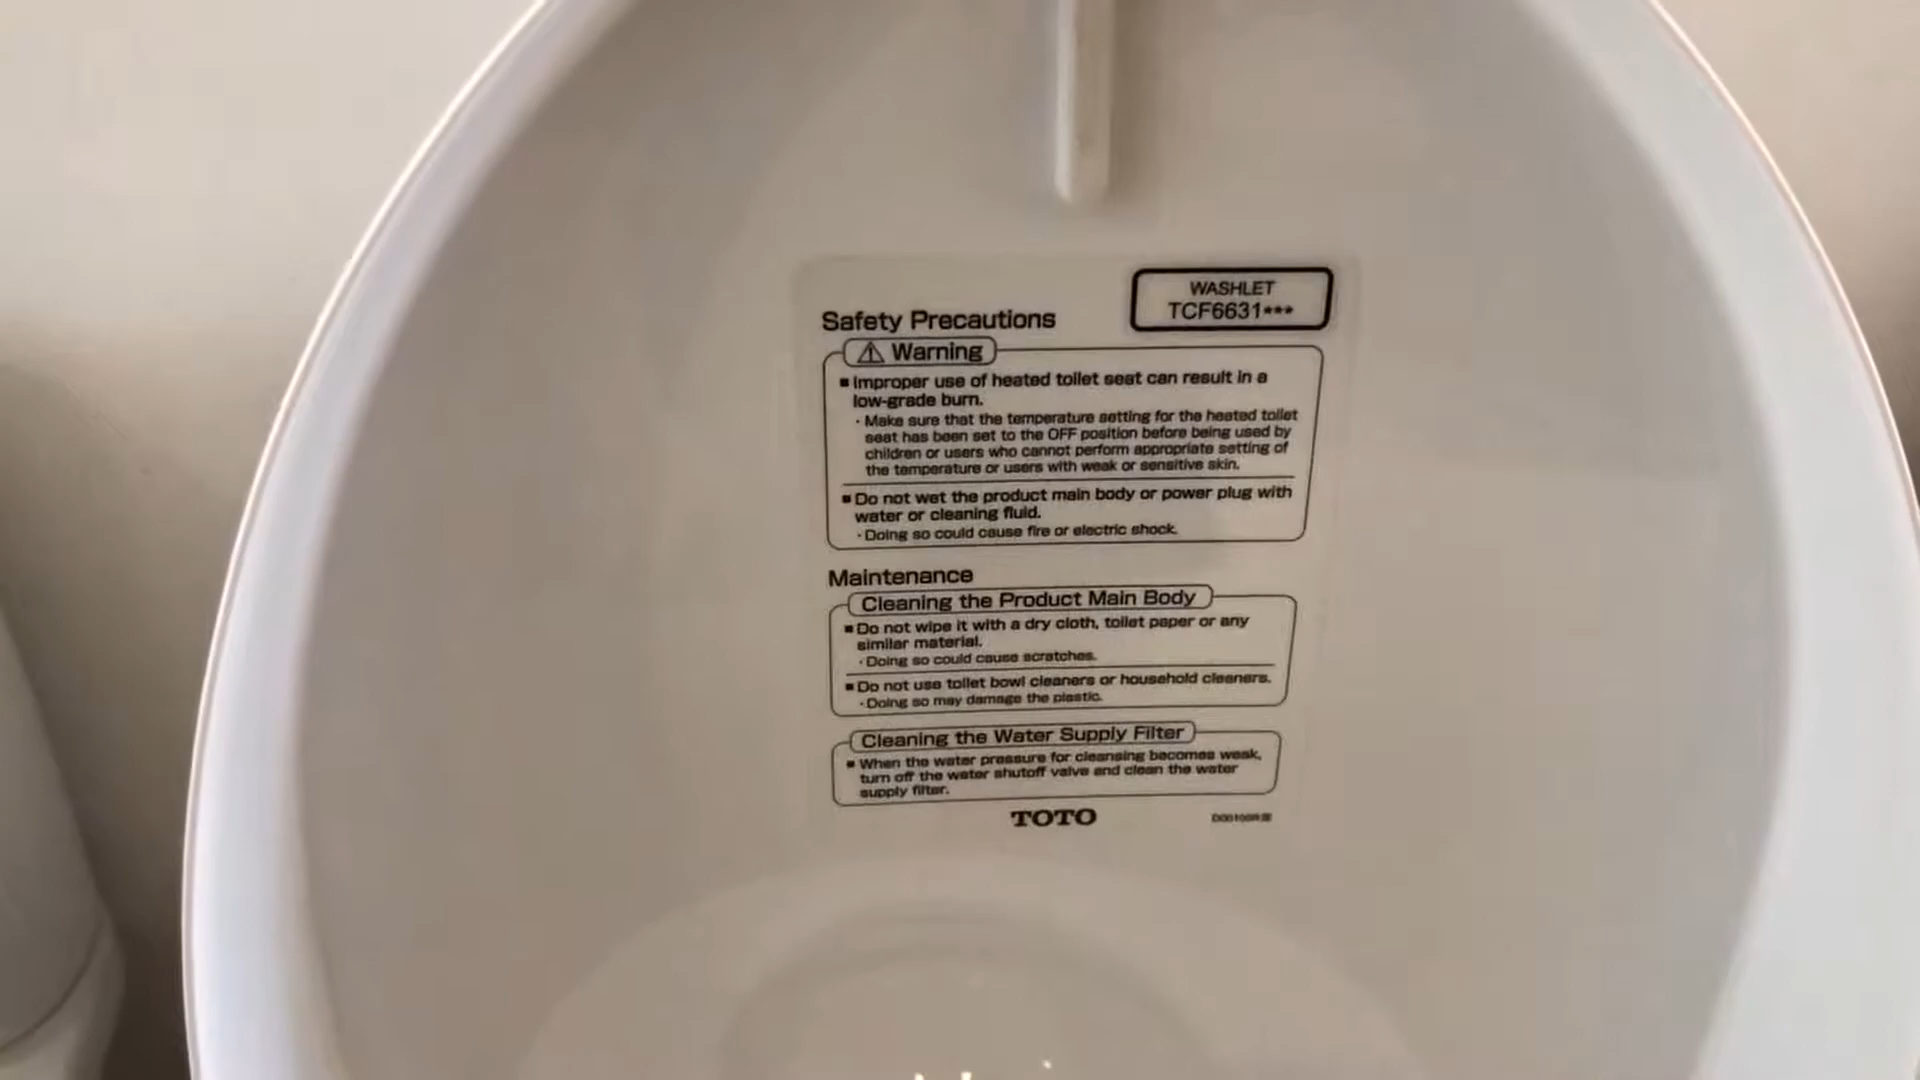 WASHLET
TCF6631***
Safety Precautions
⚠ Warning
■ Improper use of heated toilet seat can result in a
low-grade burn.
・Make sure that the temperature setting for the heated toilet
seat has been set to the OFF position before being used by
children or users who cannot perform appropriate setting of
the temperature or users with weak or sensitive skin.
■ Do not wet the product main body or power plug with
water or cleaning fluid.
・Doing so could cause fire or electric shock.
Maintenance
Cleaning the Product Main Body
■ Do not wipe it with a dry cloth, toilet paper or any
similar material.
・Doing so could cause scratches.
■ Do not use toilet bowl cleaners or household cleaners.
・Doing so may damage the plastic.
Cleaning the Water Supply Filter
■ When the water pressure for cleansing becomes weak,
turn off the water shutoff valve and clean the water
supply filter.
TOTO